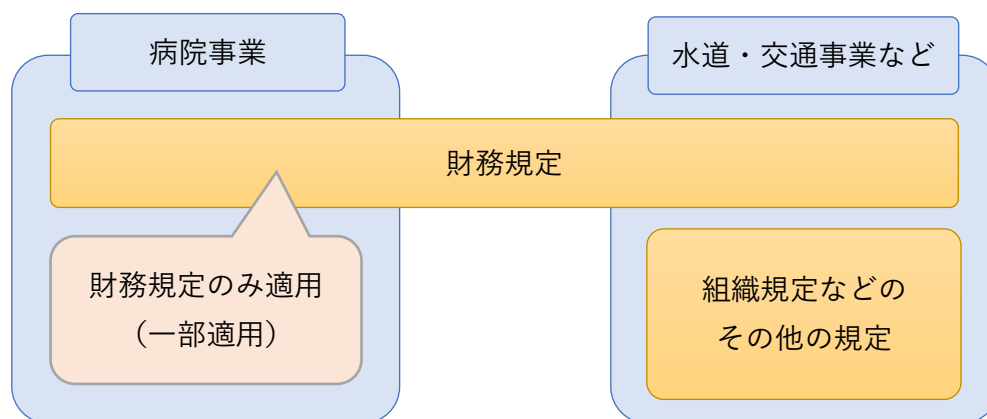 病院事業
水道・交通事業など
財務規定
財務規定のみ適用
（一部適用）
組織規定などの
その他の規定